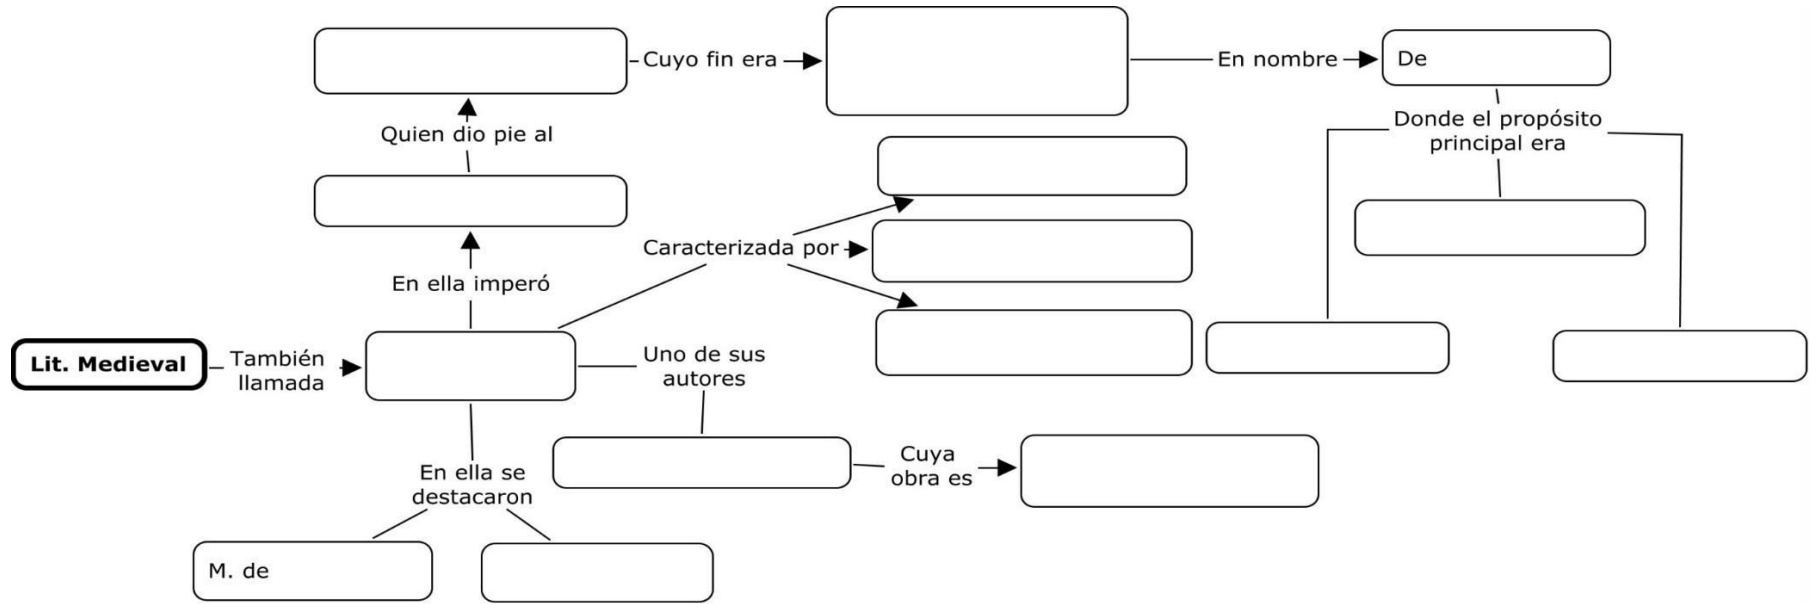 Cuyo fin era
En nombre
De
Quien dio pie al
Donde el propósito
principal era
Caracterizada por
En ella imperó
Lit. Medieval
También
llamada
Uno de sus
autores
Cuya
obra es
En ella se
destacaron
M. de